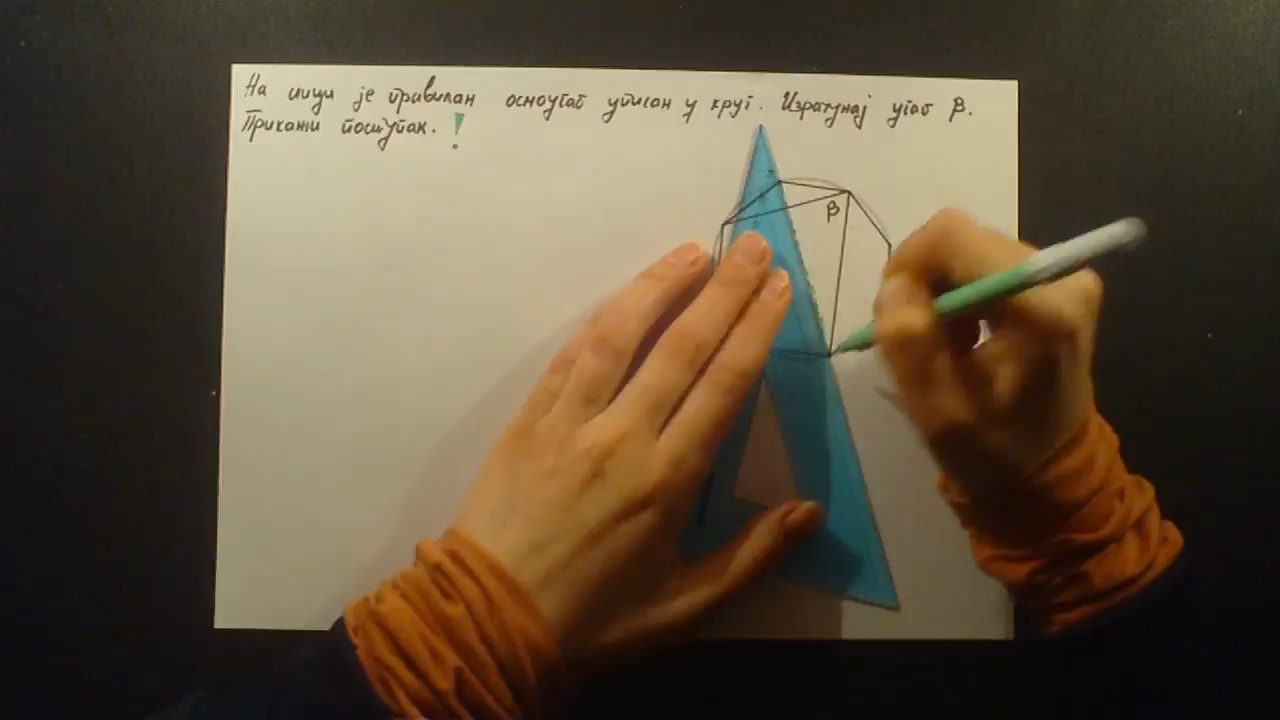 На слици је правилан осмоугао уписан у круг. Израчунај угао β.
Прикажи поступак. !
β